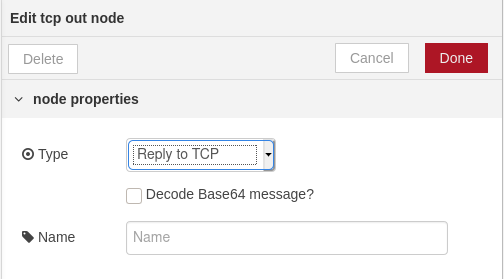 Edit tcp out node
Delete Cancel Done
node properties
Type Reply to TCP
Decode Base64 message?
Name Name